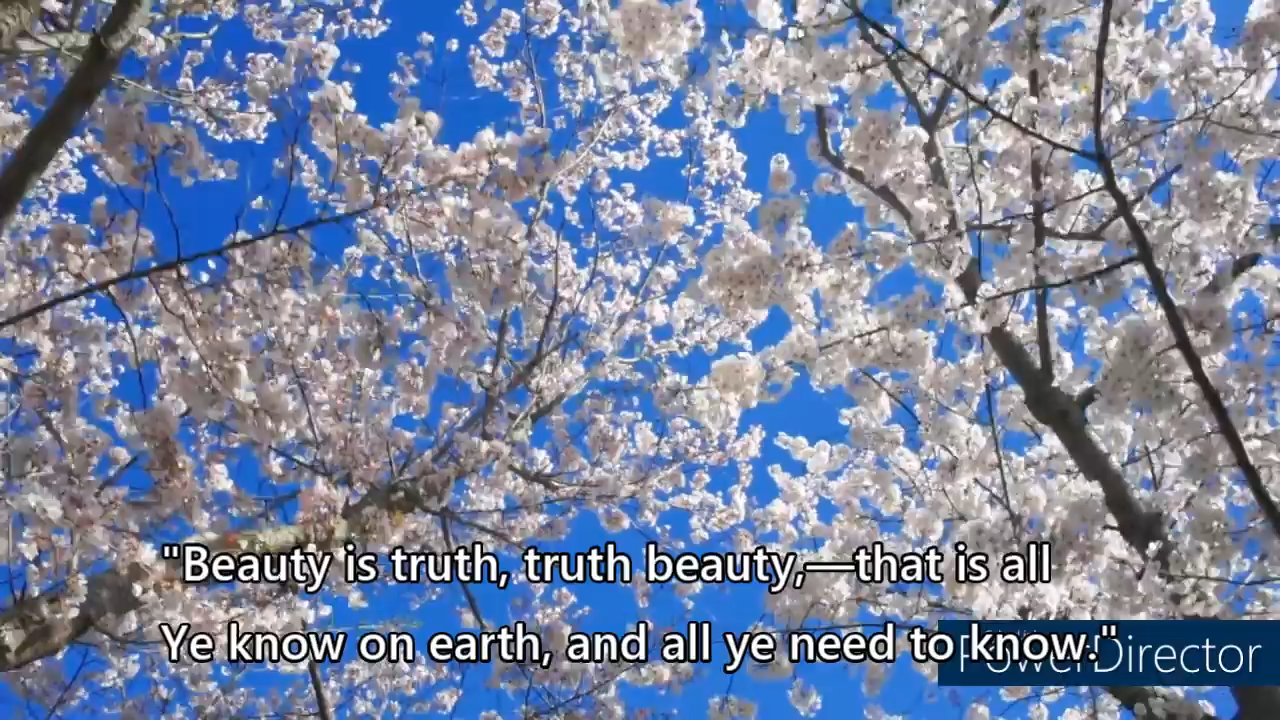 "Beauty is truth, truth beauty,—that is all
Ye know on earth, and all ye need to know."
PowerDirector